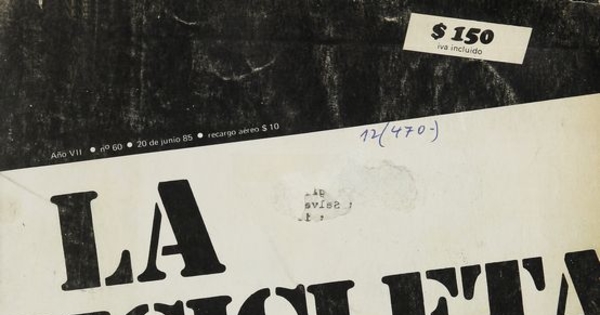 $ 150
iva incluido
Año VII • nº 60 • 20 de junio 85 • recargo aéreo $ 10
12(470-)
LA